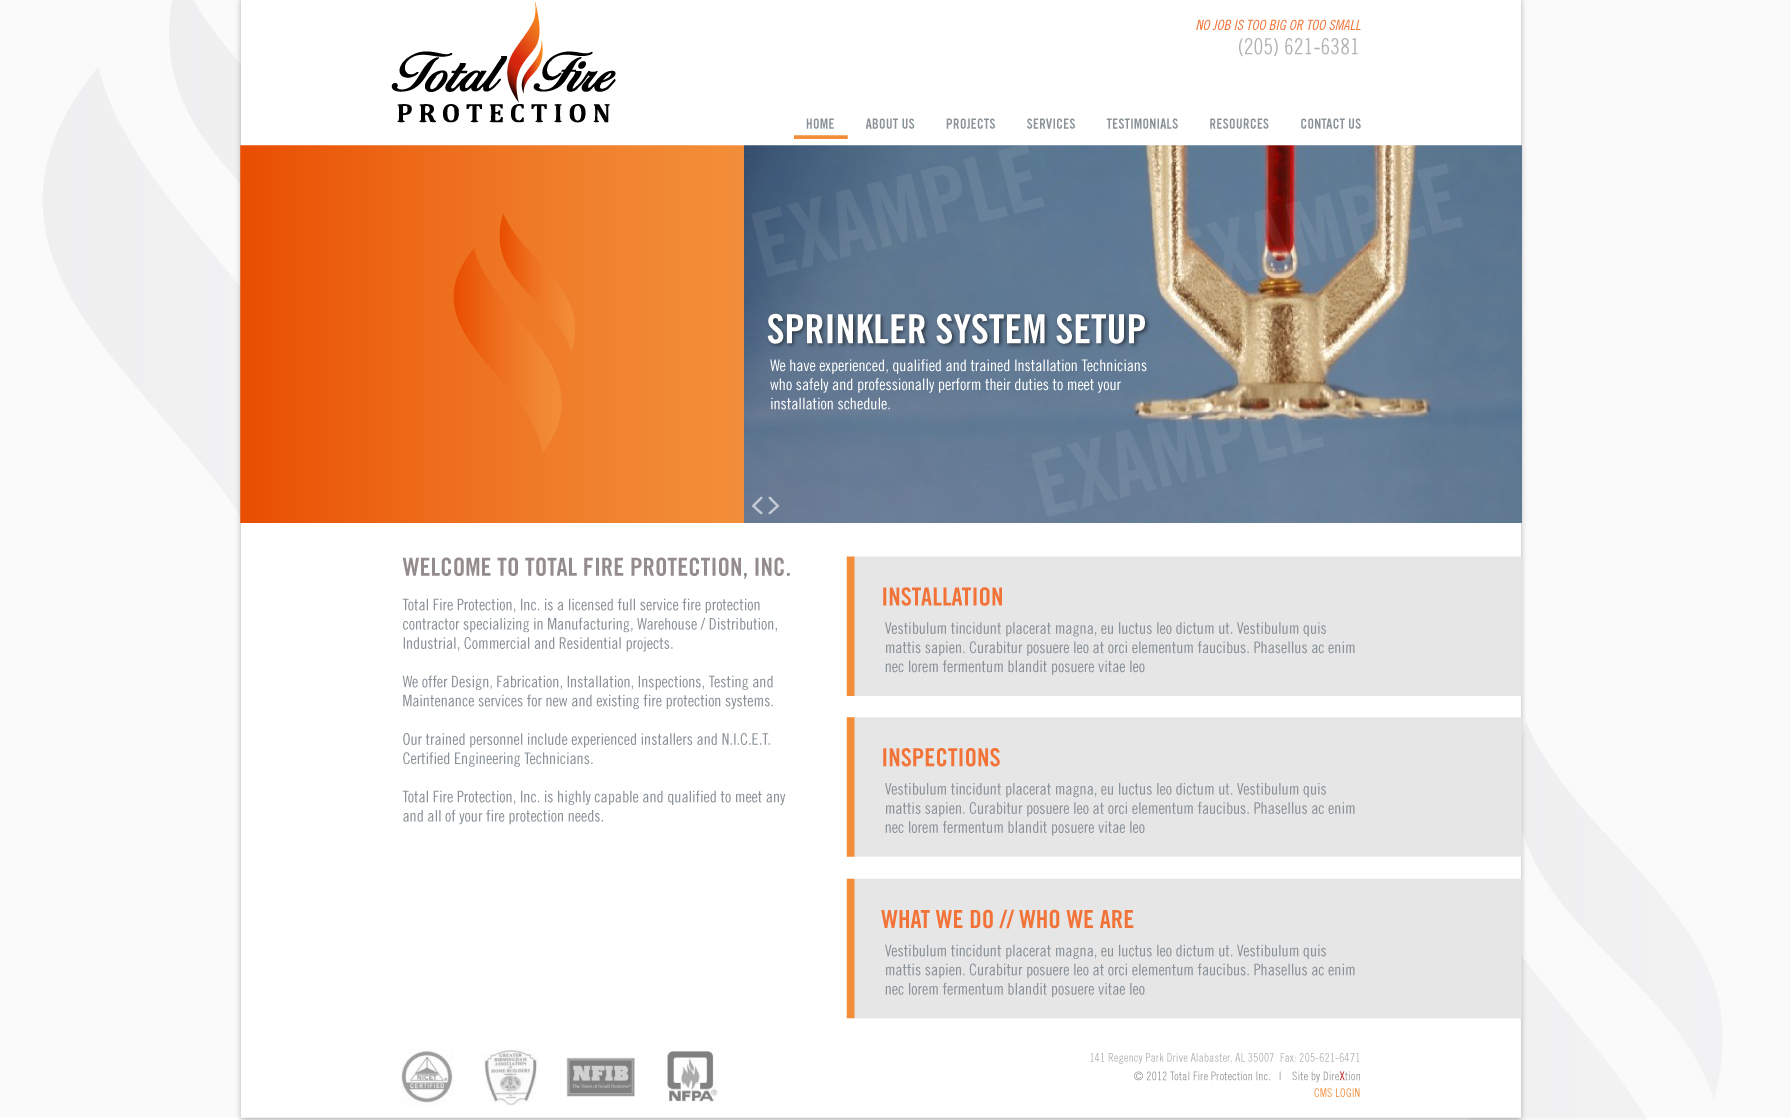 Total Fire
PROTECTION
NO JOB IS TOO BIG OR TOO SMALL
(205) 621-6381
HOME ABOUT US PROJECTS SERVICES TESTIMONIALS RESOURCES CONTACT US
EXAMPLE
EXAMPLE
SPRINKLER SYSTEM SETUP
We have experienced, qualified and trained Installation Technicians
who safely and professionally perform their duties to meet your
installation schedule.
EXAMPLE
WELCOME TO TOTAL FIRE PROTECTION, INC.
Total Fire Protection, Inc. is a licensed full service fire protection
contractor specializing in Manufacturing, Warehouse / Distribution,
Industrial, Commercial and Residential projects.
We offer Design, Fabrication, Installation, Inspections, Testing and
Maintenance services for new and existing fire protection systems.
Our trained personnel include experienced installers and N.I.C.E.T.
Certified Engineering Technicians.
Total Fire Protection, Inc. is highly capable and qualified to meet any
and all of your fire protection needs.
INSTALLATION
Vestibulum tincidunt placerat magna, eu luctus leo dictum ut. Vestibulum quis
mattis sapien. Curabitur posuere leo at orci elementum faucibus. Phasellus ac enim
nec lorem fermentum blandit posuere vitae leo
INSPECTIONS
Vestibulum tincidunt placerat magna, eu luctus leo dictum ut. Vestibulum quis
mattis sapien. Curabitur posuere leo at orci elementum faucibus. Phasellus ac enim
nec lorem fermentum blandit posuere vitae leo
WHAT WE DO // WHO WE ARE
Vestibulum tincidunt placerat magna, eu luctus leo dictum ut. Vestibulum quis
mattis sapien. Curabitur posuere leo at orci elementum faucibus. Phasellus ac enim
nec lorem fermentum blandit posuere vitae leo
NICET
CERTIFIED
GREATER
BIRMINGHAM
ASSOCIATION
HOME BUILDERS
NFIB
The Voice of Small Business
NFPA®
141 Regency Park Drive Alabaster, AL 35007 Fax: 205-621-6471
© 2012 Total Fire Protection Inc. | Site by DireXtion
CMS LOGIN